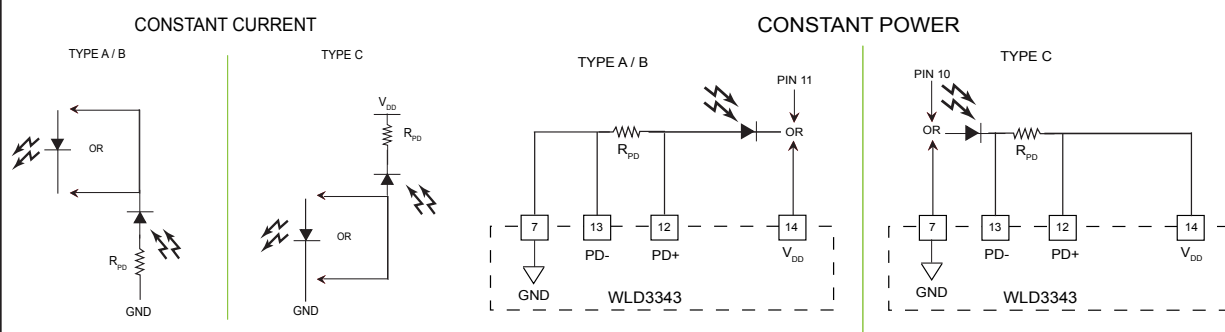 CONSTANT CURRENT
TYPE A / B
OR
R_PD
GND
TYPE C
V_DD
R_PD
OR
GND
CONSTANT POWER
TYPE A / B
PIN 11
OR
R_PD
7
13
12
14
PD-
PD+
V_DD
GND
WLD3343
TYPE C
PIN 10
OR
R_PD
7
13
12
14
PD-
PD+
V_DD
GND
WLD3343